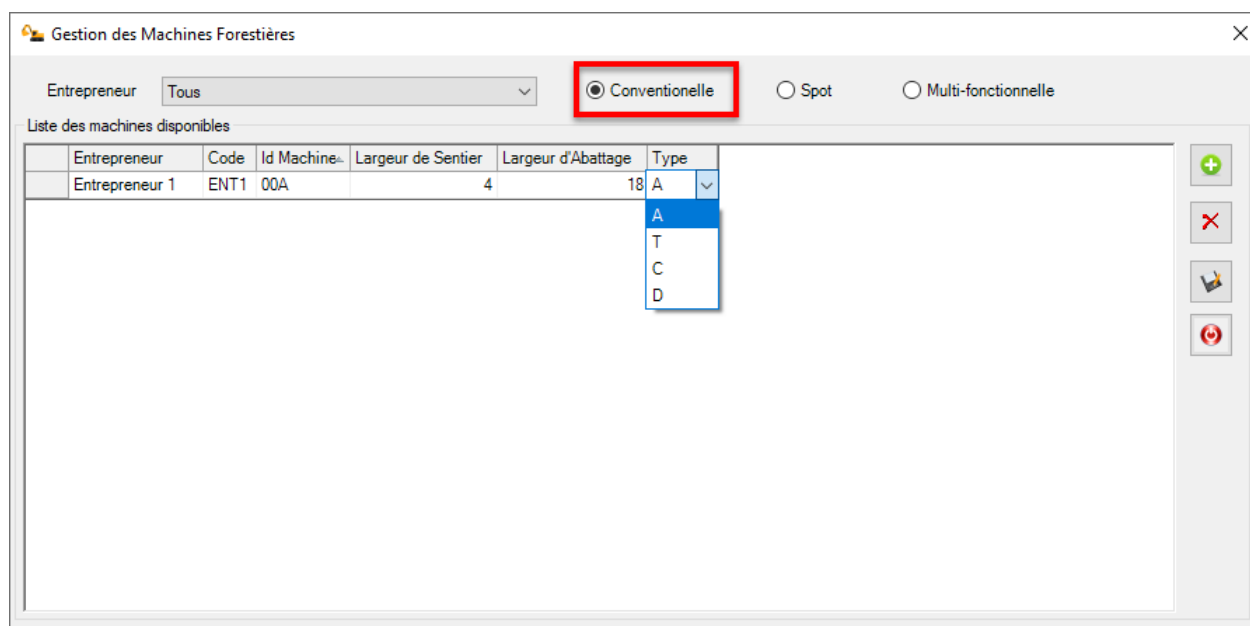 Gestion des Machines Forestières
Entrepreneur Tous Conventionelle Spot Multi-fonctionnelle
Liste des machines disponibles
Entrepreneur Code Id Machine Largeur de Sentier Largeur d'Abattage Type
Entrepreneur 1 ENT1 00A 4 18 A
A
T
C
D